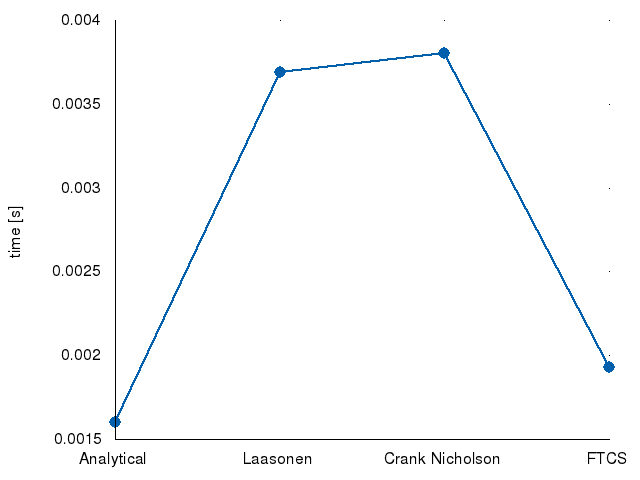 0.004
0.0035
0.003
0.0025
0.002
0.0015
time [s]
Analytical
Laasonen
Crank Nicholson
FTCS